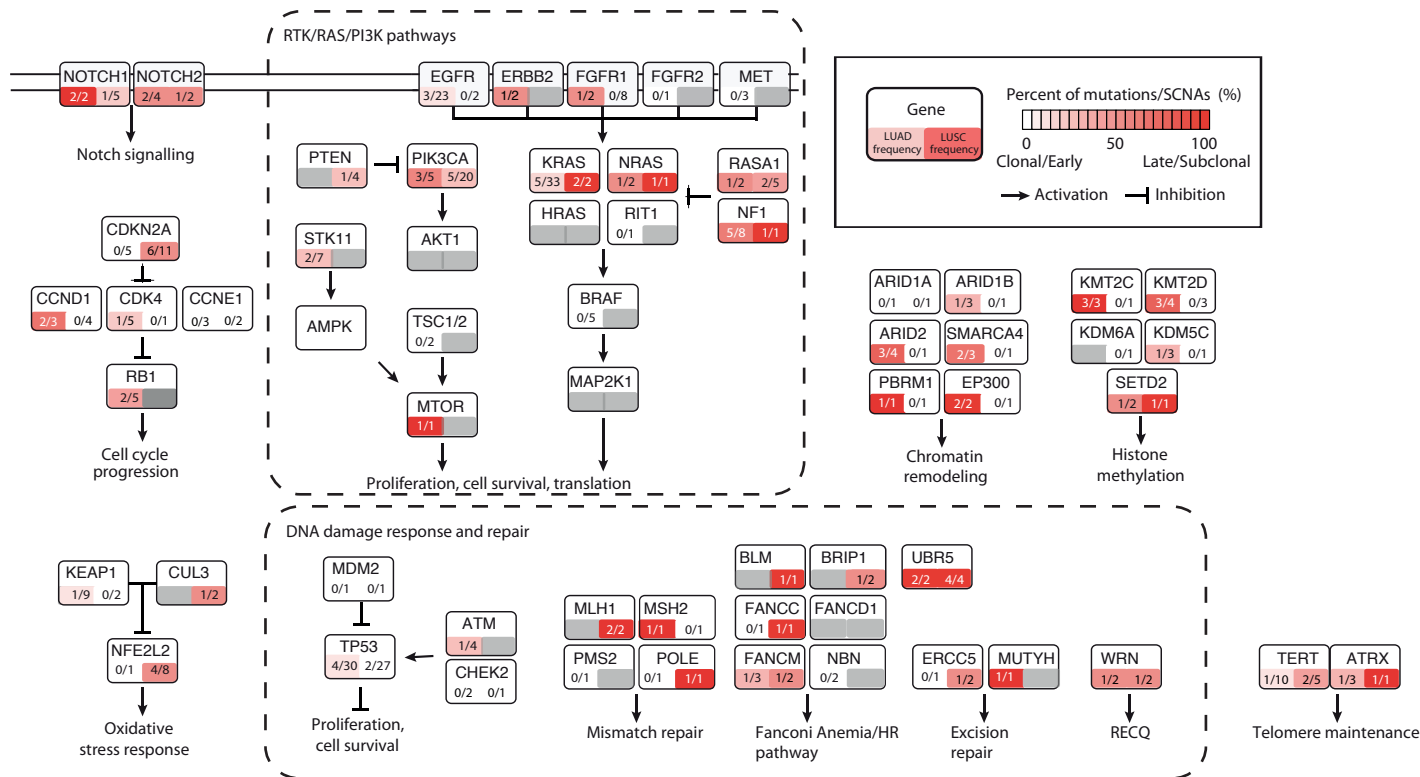 RTK/RAS/PI3K pathways
NOTCH1 NOTCH2
2/2 1/5 2/4 1/2
Notch signalling
EGFR ERBB2 FGFR1 FGFR2 MET
3/23 0/2 1/2 1/2 0/8 0/1 0/3
Gene
LUAD frequency
LUSC frequency
Percent of mutations/SCNAs (%)
0 50 100
Clonal/Early Late/Subclonal
Activation Inhibition
PTEN PIK3CA
1/4 3/5 5/20
KRAS NRAS RASA1
5/33 2/2 1/2 1/1 1/2 2/5
HRAS RIT1 NF1
0/1 5/8 1/1
STK11 AKT1
2/7
AMPK
TSC1/2
0/2
BRAF
0/5
MTOR
1/1
MAP2K1
Proliferation, cell survival, translation
CDKN2A
0/5 6/11
CCND1 CDK4 CCNE1
2/3 0/4 1/5 0/1 0/3 0/2
RB1
2/5
Cell cycle
progression
ARID1A ARID1B
0/1 0/1 1/3 0/1
ARID2 SMARCA4
3/4 0/1 2/3 0/1
PBRM1 EP300
1/1 0/1 2/2 0/1
Chromatin
remodeling
KMT2C KMT2D
3/3 0/1 3/4 0/3
KDM6A KDM5C
0/1 1/3 0/1
SETD2
1/2 1/1
Histone
methylation
KEAP1 CUL3
1/9 0/2 1/2
NFE2L2
0/1 4/8
Oxidative
stress response
DNA damage response and repair
MDM2
0/1 0/1
TP53
4/30 2/27
ATM
1/4
CHEK2
0/2 0/1
Proliferation,
cell survival
MLH1 MSH2
2/2 1/1 0/1
PMS2 POLE
0/1 0/1 1/1
Mismatch repair
BLM BRIP1 UBR5
1/1 1/2 2/2 4/4
FANCC FANCD1
0/1 1/1
FANCM NBN
1/3 1/2 0/2
Fanconi Anemia/HR
pathway
ERCC5 MUTYH
0/1 1/2 1/1
Excision
repair
WRN
1/2 1/2
RECQ
TERT ATRX
1/10 2/5 1/3 1/1
Telomere maintenance